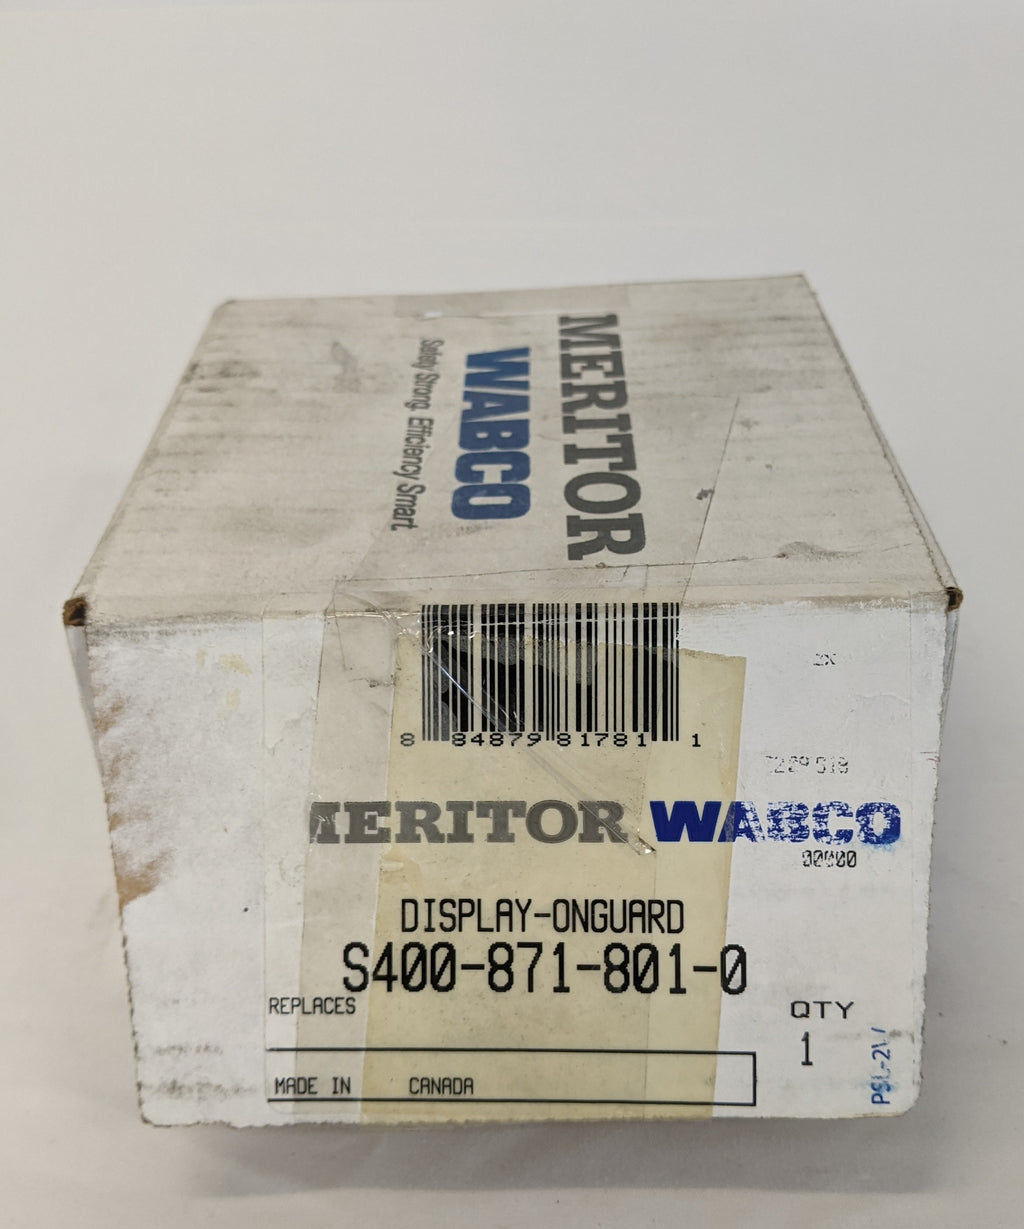 MERITOR
WABCO
Safety Strong. Efficiency Smart
8 84879 81781 1
2X
MERITOR WABCO
00000
DISPLAY-ONGUARD
S400-871-801-0
REPLACES
QTY
1
MADE IN CANADA